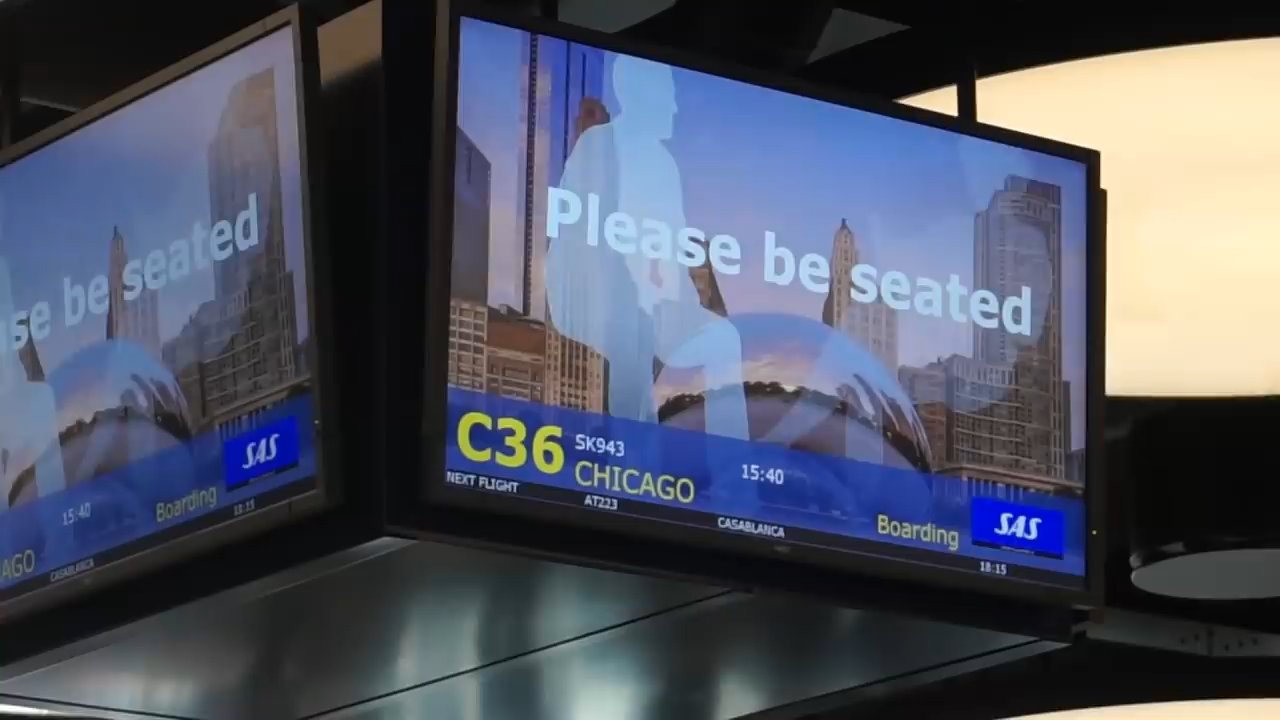 se be seated
15:40
Boarding
SAS
AGO
CASABLANCA
18:15
Please be seated
C36
SK943
CHICAGO
15:40
Boarding
SAS
NEXT FLIGHT
AT223
CASABLANCA
18:15